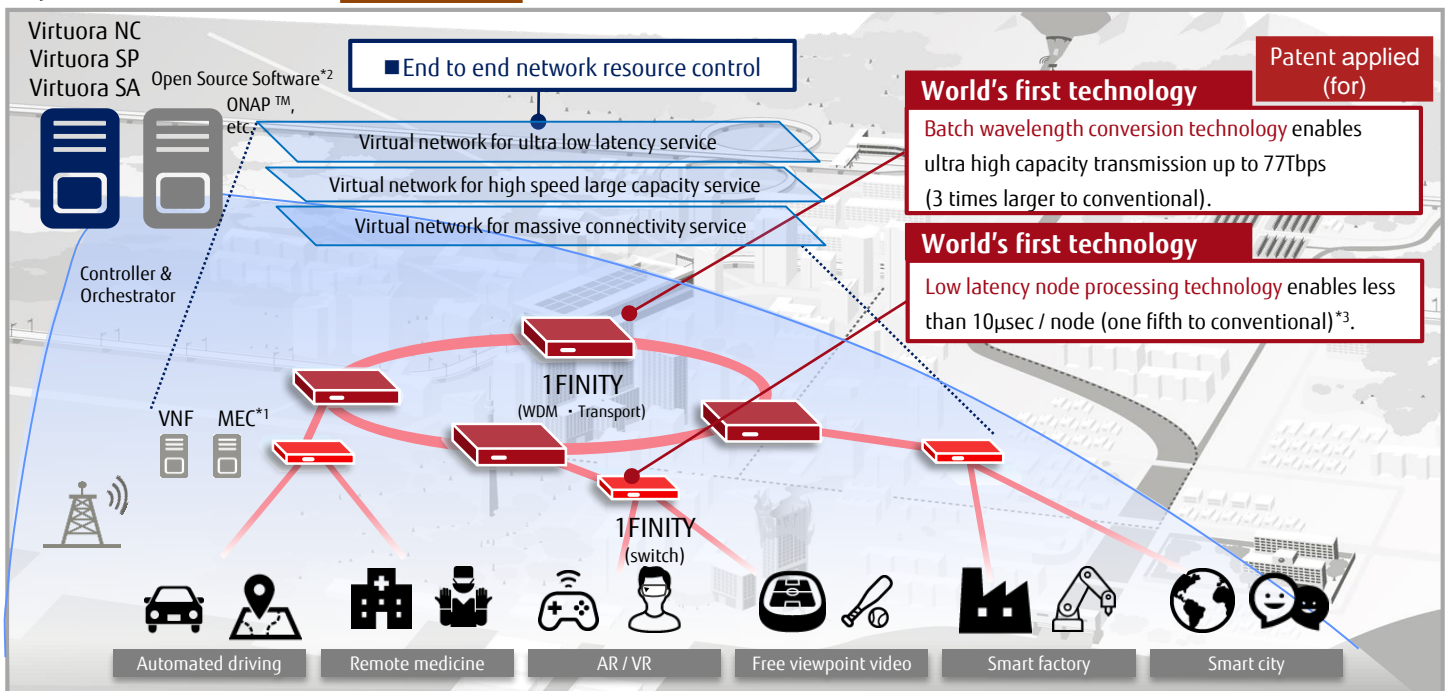 Virtuora NC
Virtuora SP
Virtuora SA
Open Source Software*2
ONAP ™,
etc.
■End to end network resource control
Patent applied
(for)
World's first technology
Batch wavelength conversion technology enables
ultra high capacity transmission up to 77Tbps
(3 times larger to conventional).
Virtual network for ultra low latency service
Virtual network for high speed large capacity service
Virtual network for massive connectivity service
World's first technology
Low latency node processing technology enables less
than 10μsec / node (one fifth to conventional)*3.
Controller &
Orchestrator
1FINITY
(WDM ・Transport)
VNF
MEC*1
1FINITY
(switch)
Automated driving
Remote medicine
AR / VR
Free viewpoint video
Smart factory
Smart city